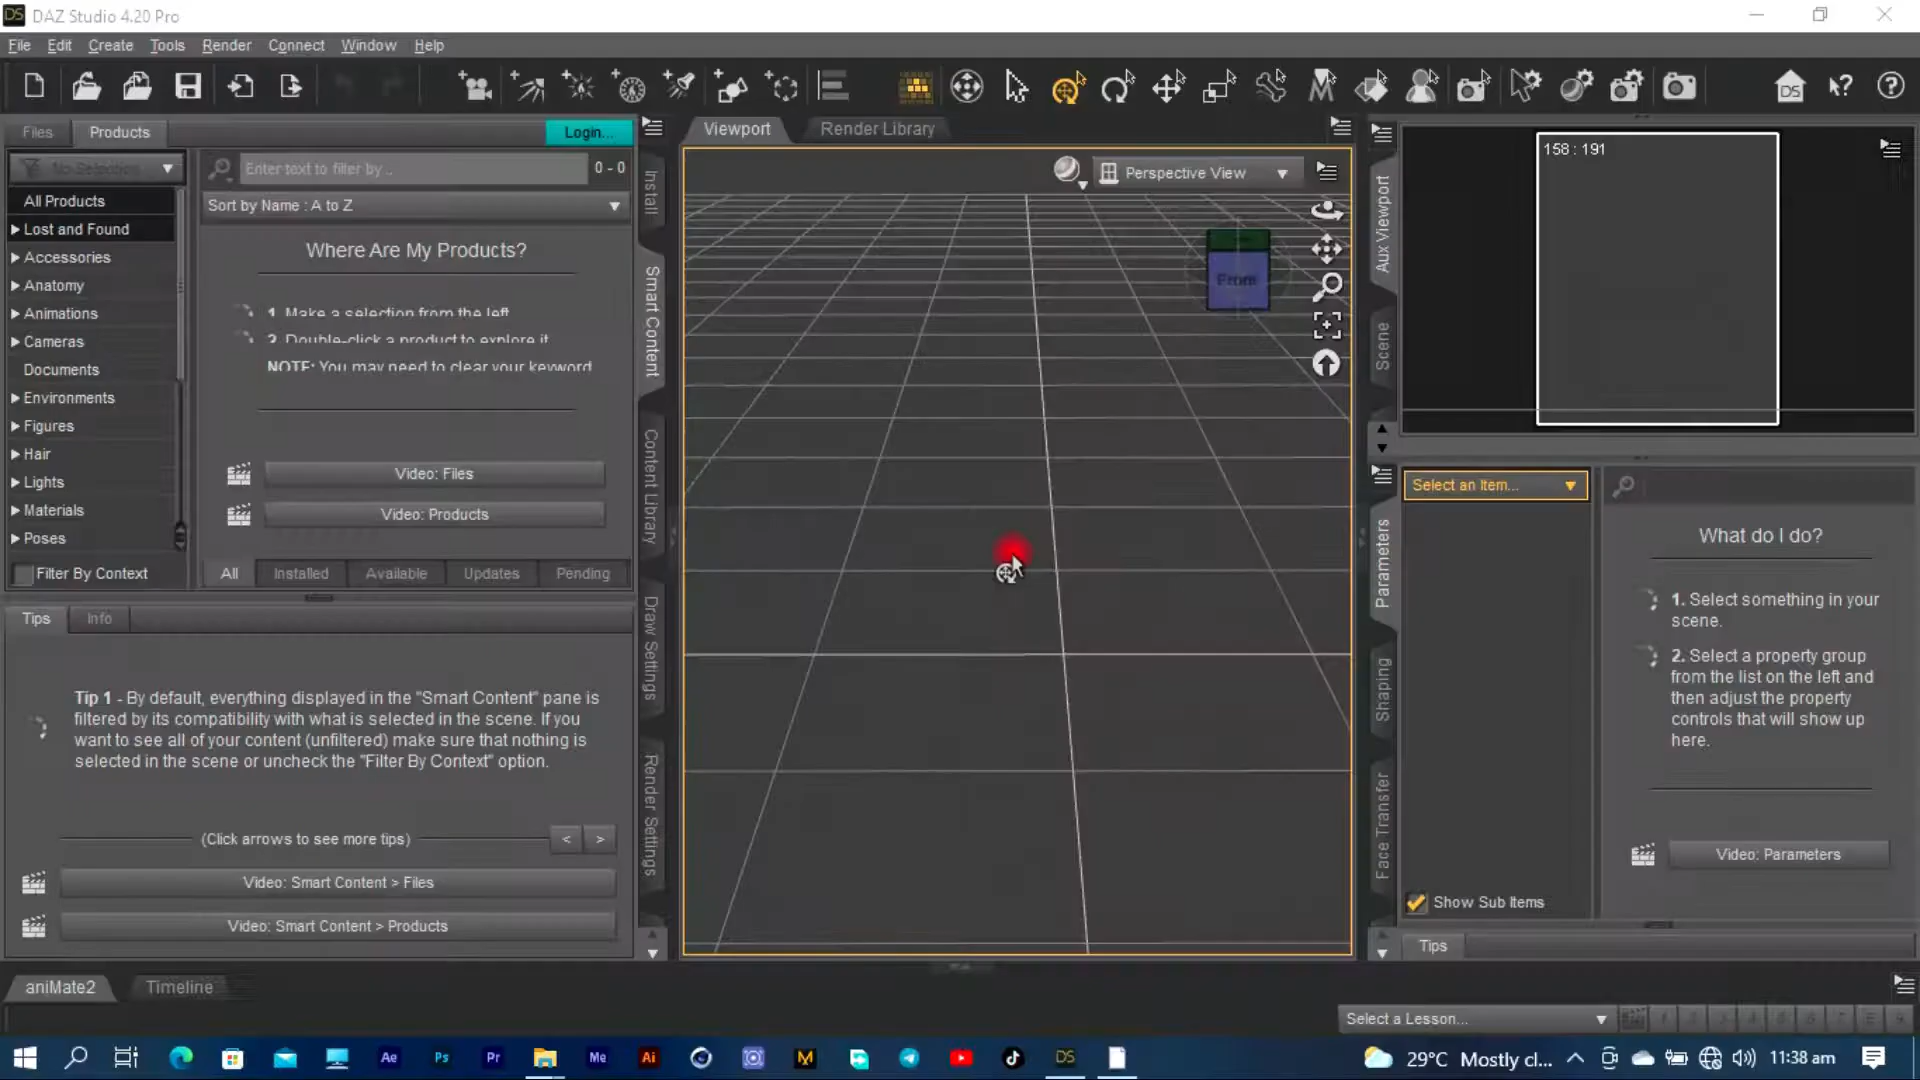 DS DAZ Studio 4.20 Pro
File Edit Create Tools Render Connect Window Help
DS
Files Products Login...
No Selection
Enter text to filter by .. 0 - 0
Sort by Name : A to Z
All Products
Lost and Found
Accessories
Anatomy
Animations
Cameras
Documents
Environments
Figures
Hair
Lights
Materials
Poses
Filter By Context
Where Are My Products?
1. Make a selection from the left
2. Double-click a product to explore it
NOTE: You may need to clear your keyword
Video: Files
Video: Products
All Installed Available Updates Pending
Tips Info
Tip 1 - By default, everything displayed in the "Smart Content" pane is
filtered by its compatibility with what is selected in the scene. If you
want to see all of your content (unfiltered) make sure that nothing is
selected in the scene or uncheck the "Filter By Context" option.
(Click arrows to see more tips) < >
Video: Smart Content > Files
Video: Smart Content > Products
Install
Smart Content
Content Library
Draw Settings
Render Settings
Viewport Render Library
Perspective View
Front
Aux Viewport
Scene
158 : 191
Parameters
Shaping
Face Transfer
Select an Item...
Show Sub Items
What do I do?
1. Select something in your
scene.
2. Select a property group
from the list on the left and
then adjust the property
controls that will show up
here.
Video: Parameters
Tips
aniMate2 Timeline
Select a Lesson...
Ae Ps Pr Me Ai M DS
29°C Mostly cl... 11:38 am